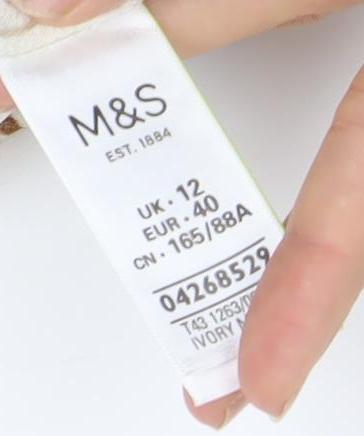 M&S
EST. 1884
UK · 12
EUR · 40
CN · 165/88A
04268529
T43 1263/
IVORY